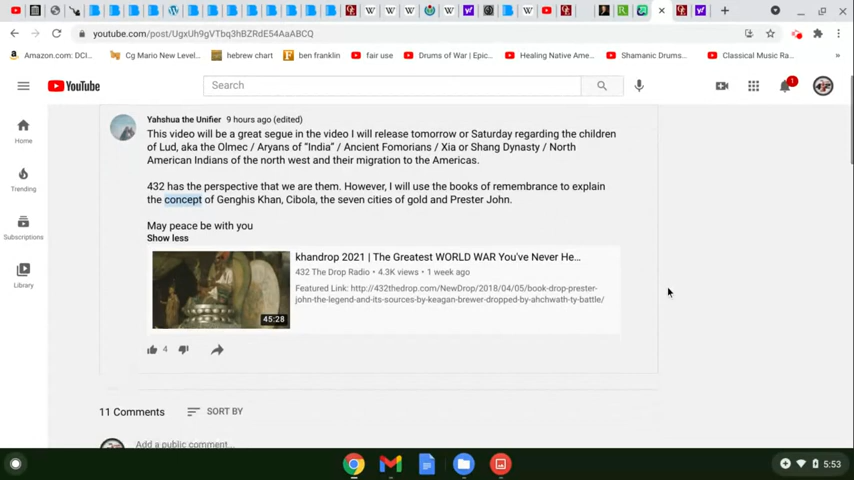 youtube.com/post/UgxUh9gVTbq3hBZRdE54AaABCQ
Amazon.com: DCI...
Cg Mario New Level...
hebrew chart
ben franklin
fair use
Drums of War | Epic...
Healing Native Ame...
Shamanic Drums...
Classical Music Ra...
YouTube
Search
1
Home
Trending
Subscriptions
Library
Yahshua the Unifier 9 hours ago (edited)
This video will be a great segue in the video I will release tomorrow or Saturday regarding the children
of Lud, aka the Olmec / Aryans of "India" / Ancient Fomorians / Xia or Shang Dynasty / North
American Indians of the north west and their migration to the Americas.
432 has the perspective that we are them. However, I will use the books of remembrance to explain
the concept of Genghis Khan, Cibola, the seven cities of gold and Prester John.
May peace be with you
Show less
45:28
khandrop 2021 | The Greatest WORLD WAR You've Never He...
432 The Drop Radio • 4.3K views • 1 week ago
Featured Link: http://432thedrop.com/NewDrop/2018/04/05/book-drop-prester-
john-the-legend-and-its-sources-by-keagan-brewer-dropped-by-ahchwath-ty-battle/
4
11 Comments
SORT BY
Add a public comment...
5:53